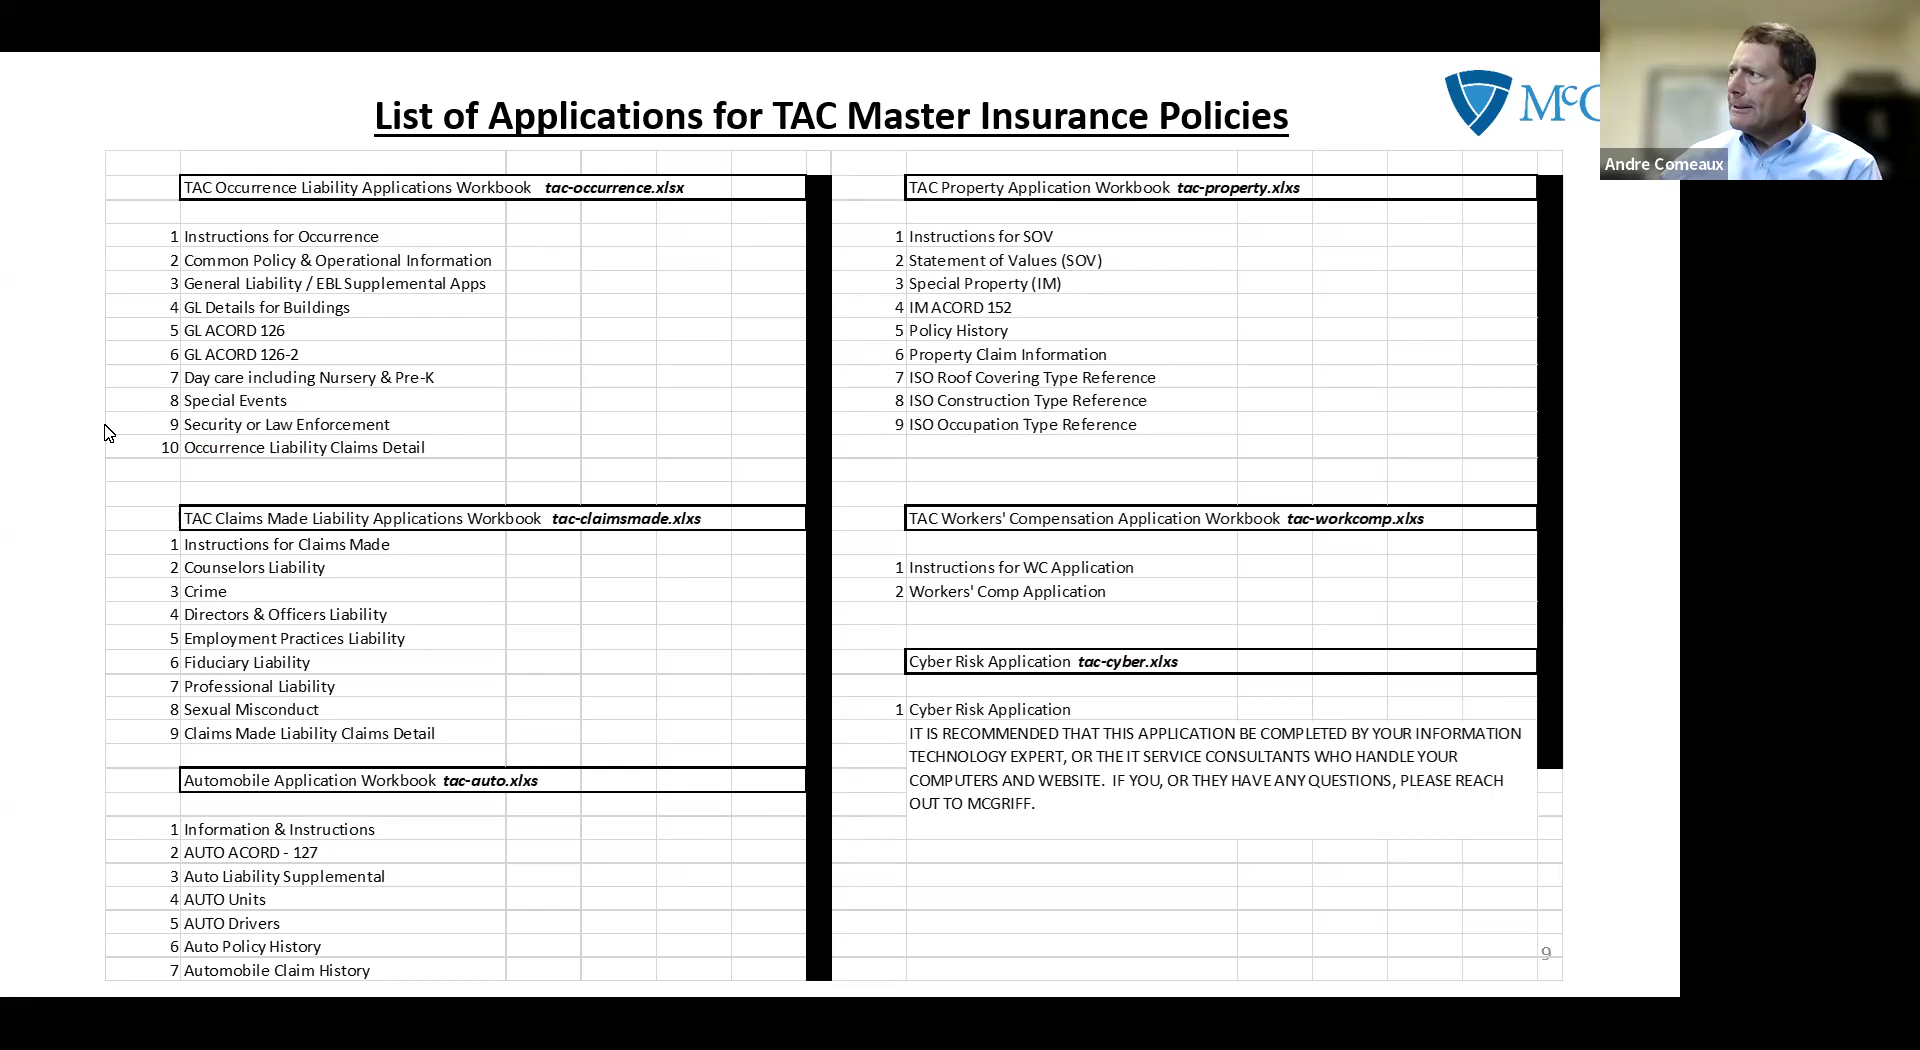 List of Applications for TAC Master Insurance Policies
McG
Andre Comeaux
TAC Occurrence Liability Applications Workbook tac-occurrence.xlsx
1 Instructions for Occurrence
2 Common Policy & Operational Information
3 General Liability / EBL Supplemental Apps
4 GL Details for Buildings
5 GL ACORD 126
6 GL ACORD 126-2
7 Day care including Nursery & Pre-K
8 Special Events
9 Security or Law Enforcement
10 Occurrence Liability Claims Detail
TAC Claims Made Liability Applications Workbook tac-claimsmade.xlxs
1 Instructions for Claims Made
2 Counselors Liability
3 Crime
4 Directors & Officers Liability
5 Employment Practices Liability
6 Fiduciary Liability
7 Professional Liability
8 Sexual Misconduct
9 Claims Made Liability Claims Detail
Automobile Application Workbook tac-auto.xlxs
1 Information & Instructions
2 AUTO ACORD - 127
3 Auto Liability Supplemental
4 AUTO Units
5 AUTO Drivers
6 Auto Policy History
7 Automobile Claim History
TAC Property Application Workbook tac-property.xlxs
1 Instructions for SOV
2 Statement of Values (SOV)
3 Special Property (IM)
4 IM ACORD 152
5 Policy History
6 Property Claim Information
7 ISO Roof Covering Type Reference
8 ISO Construction Type Reference
9 ISO Occupation Type Reference
TAC Workers' Compensation Application Workbook tac-workcomp.xlxs
1 Instructions for WC Application
2 Workers' Comp Application
Cyber Risk Application tac-cyber.xlxs
1 Cyber Risk Application
IT IS RECOMMENDED THAT THIS APPLICATION BE COMPLETED BY YOUR INFORMATION
TECHNOLOGY EXPERT, OR THE IT SERVICE CONSULTANTS WHO HANDLE YOUR
COMPUTERS AND WEBSITE. IF YOU, OR THEY HAVE ANY QUESTIONS, PLEASE REACH
OUT TO MCGRIFF.
9